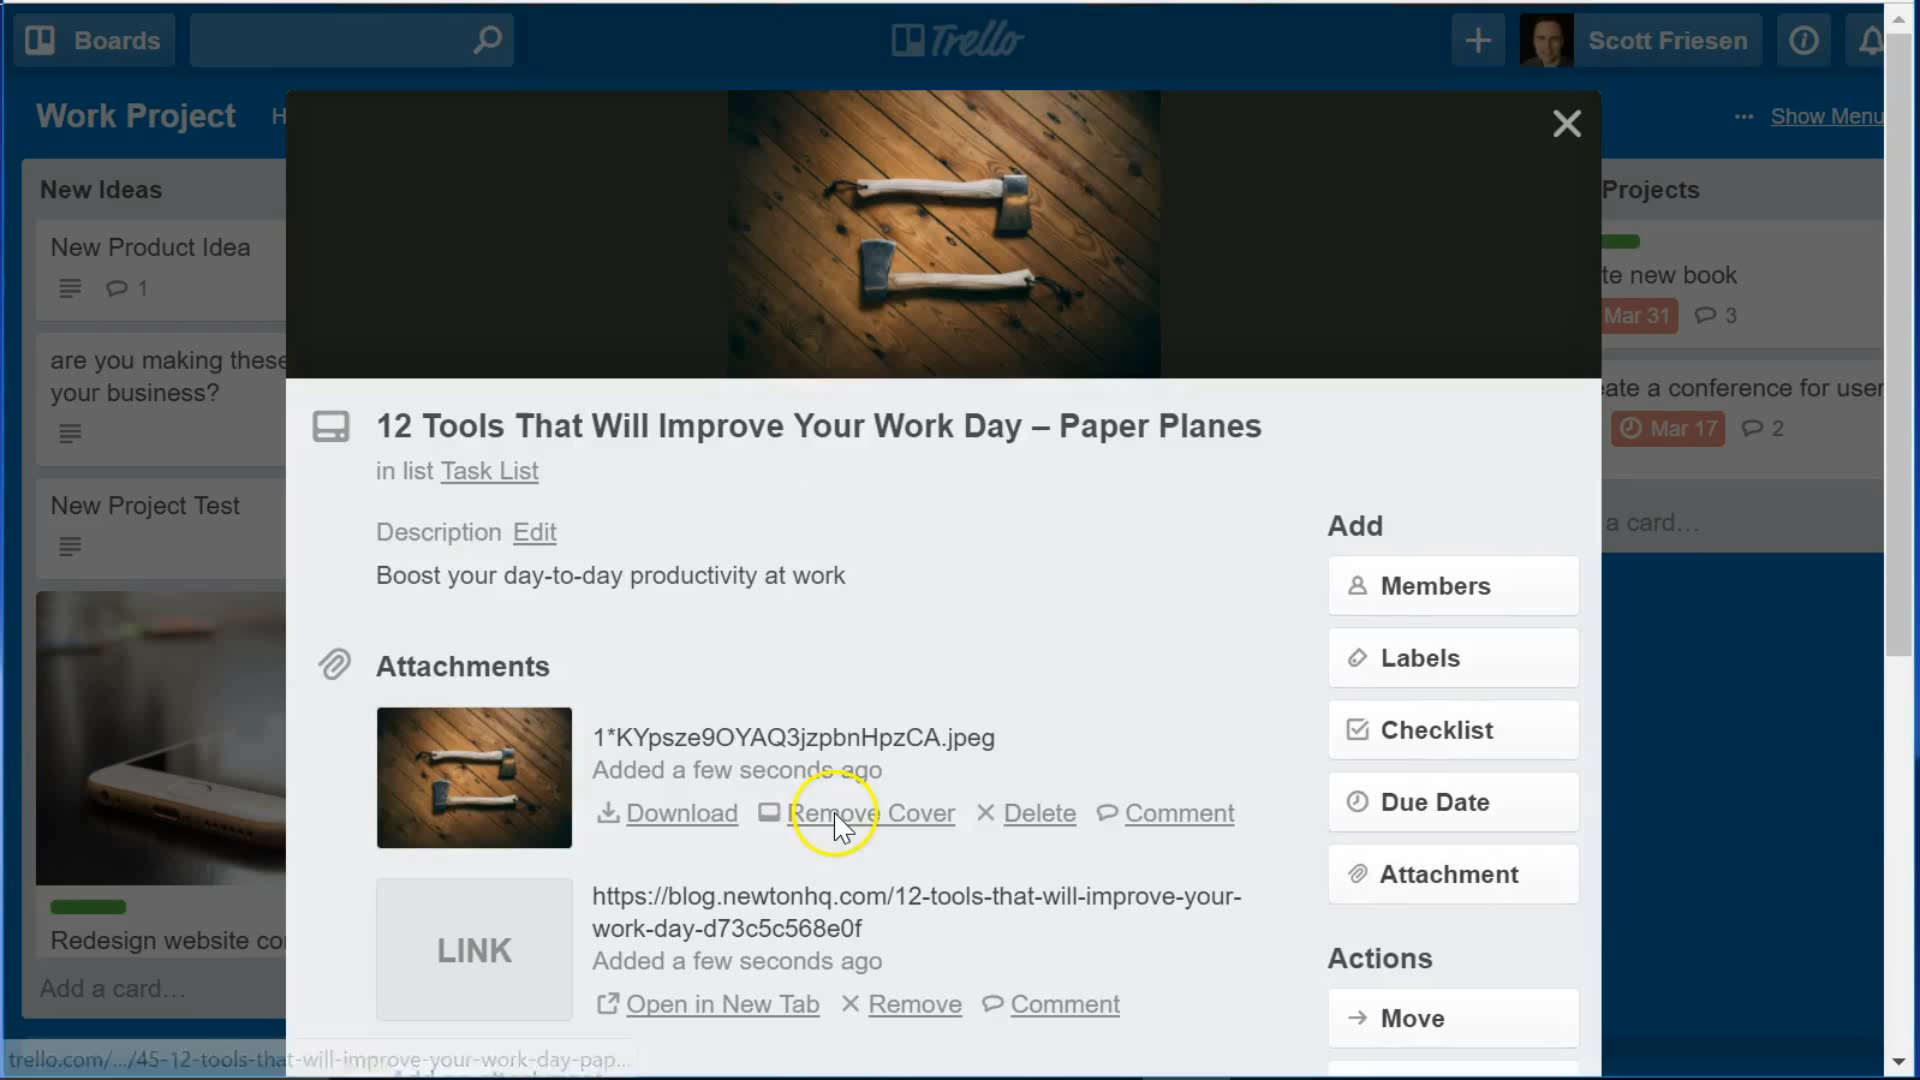 Boards
Trello
Scott Friesen
Work Project
Show Menu
New Ideas
New Product Idea
1
are you making these
your business?
New Project Test
Redesign website
Add a card…
12 Tools That Will Improve Your Work Day – Paper Planes
in list Task List
Description Edit
Boost your day-to-day productivity at work
Attachments
1*KYpsze9OYAQ3jzpbnHpzCA.jpeg
Added a few seconds ago
Download Remove Cover Delete Comment
LINK
https://blog.newtonhq.com/12-tools-that-will-improve-your-
work-day-d73c5c568e0f
Added a few seconds ago
Open in New Tab Remove Comment
Add
Members
Labels
Checklist
Due Date
Attachment
Actions
Move
Projects
new book
Mar 31 3
a conference for user
Mar 17 2
a card…
trello.com/.../45-12-tools-that-will-improve-your-work-day-pap...